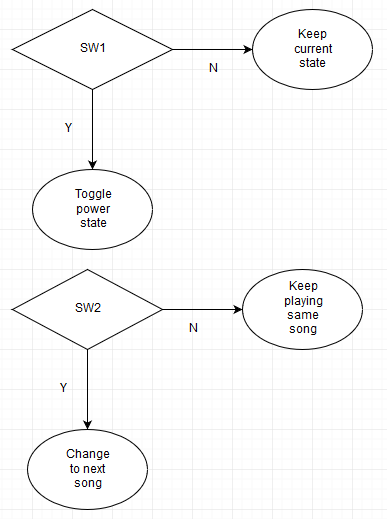 SW1
Keep
current
state
N
Y
Toggle
power
state
SW2
Keep
playing
same
song
N
Y
Change
to next
song